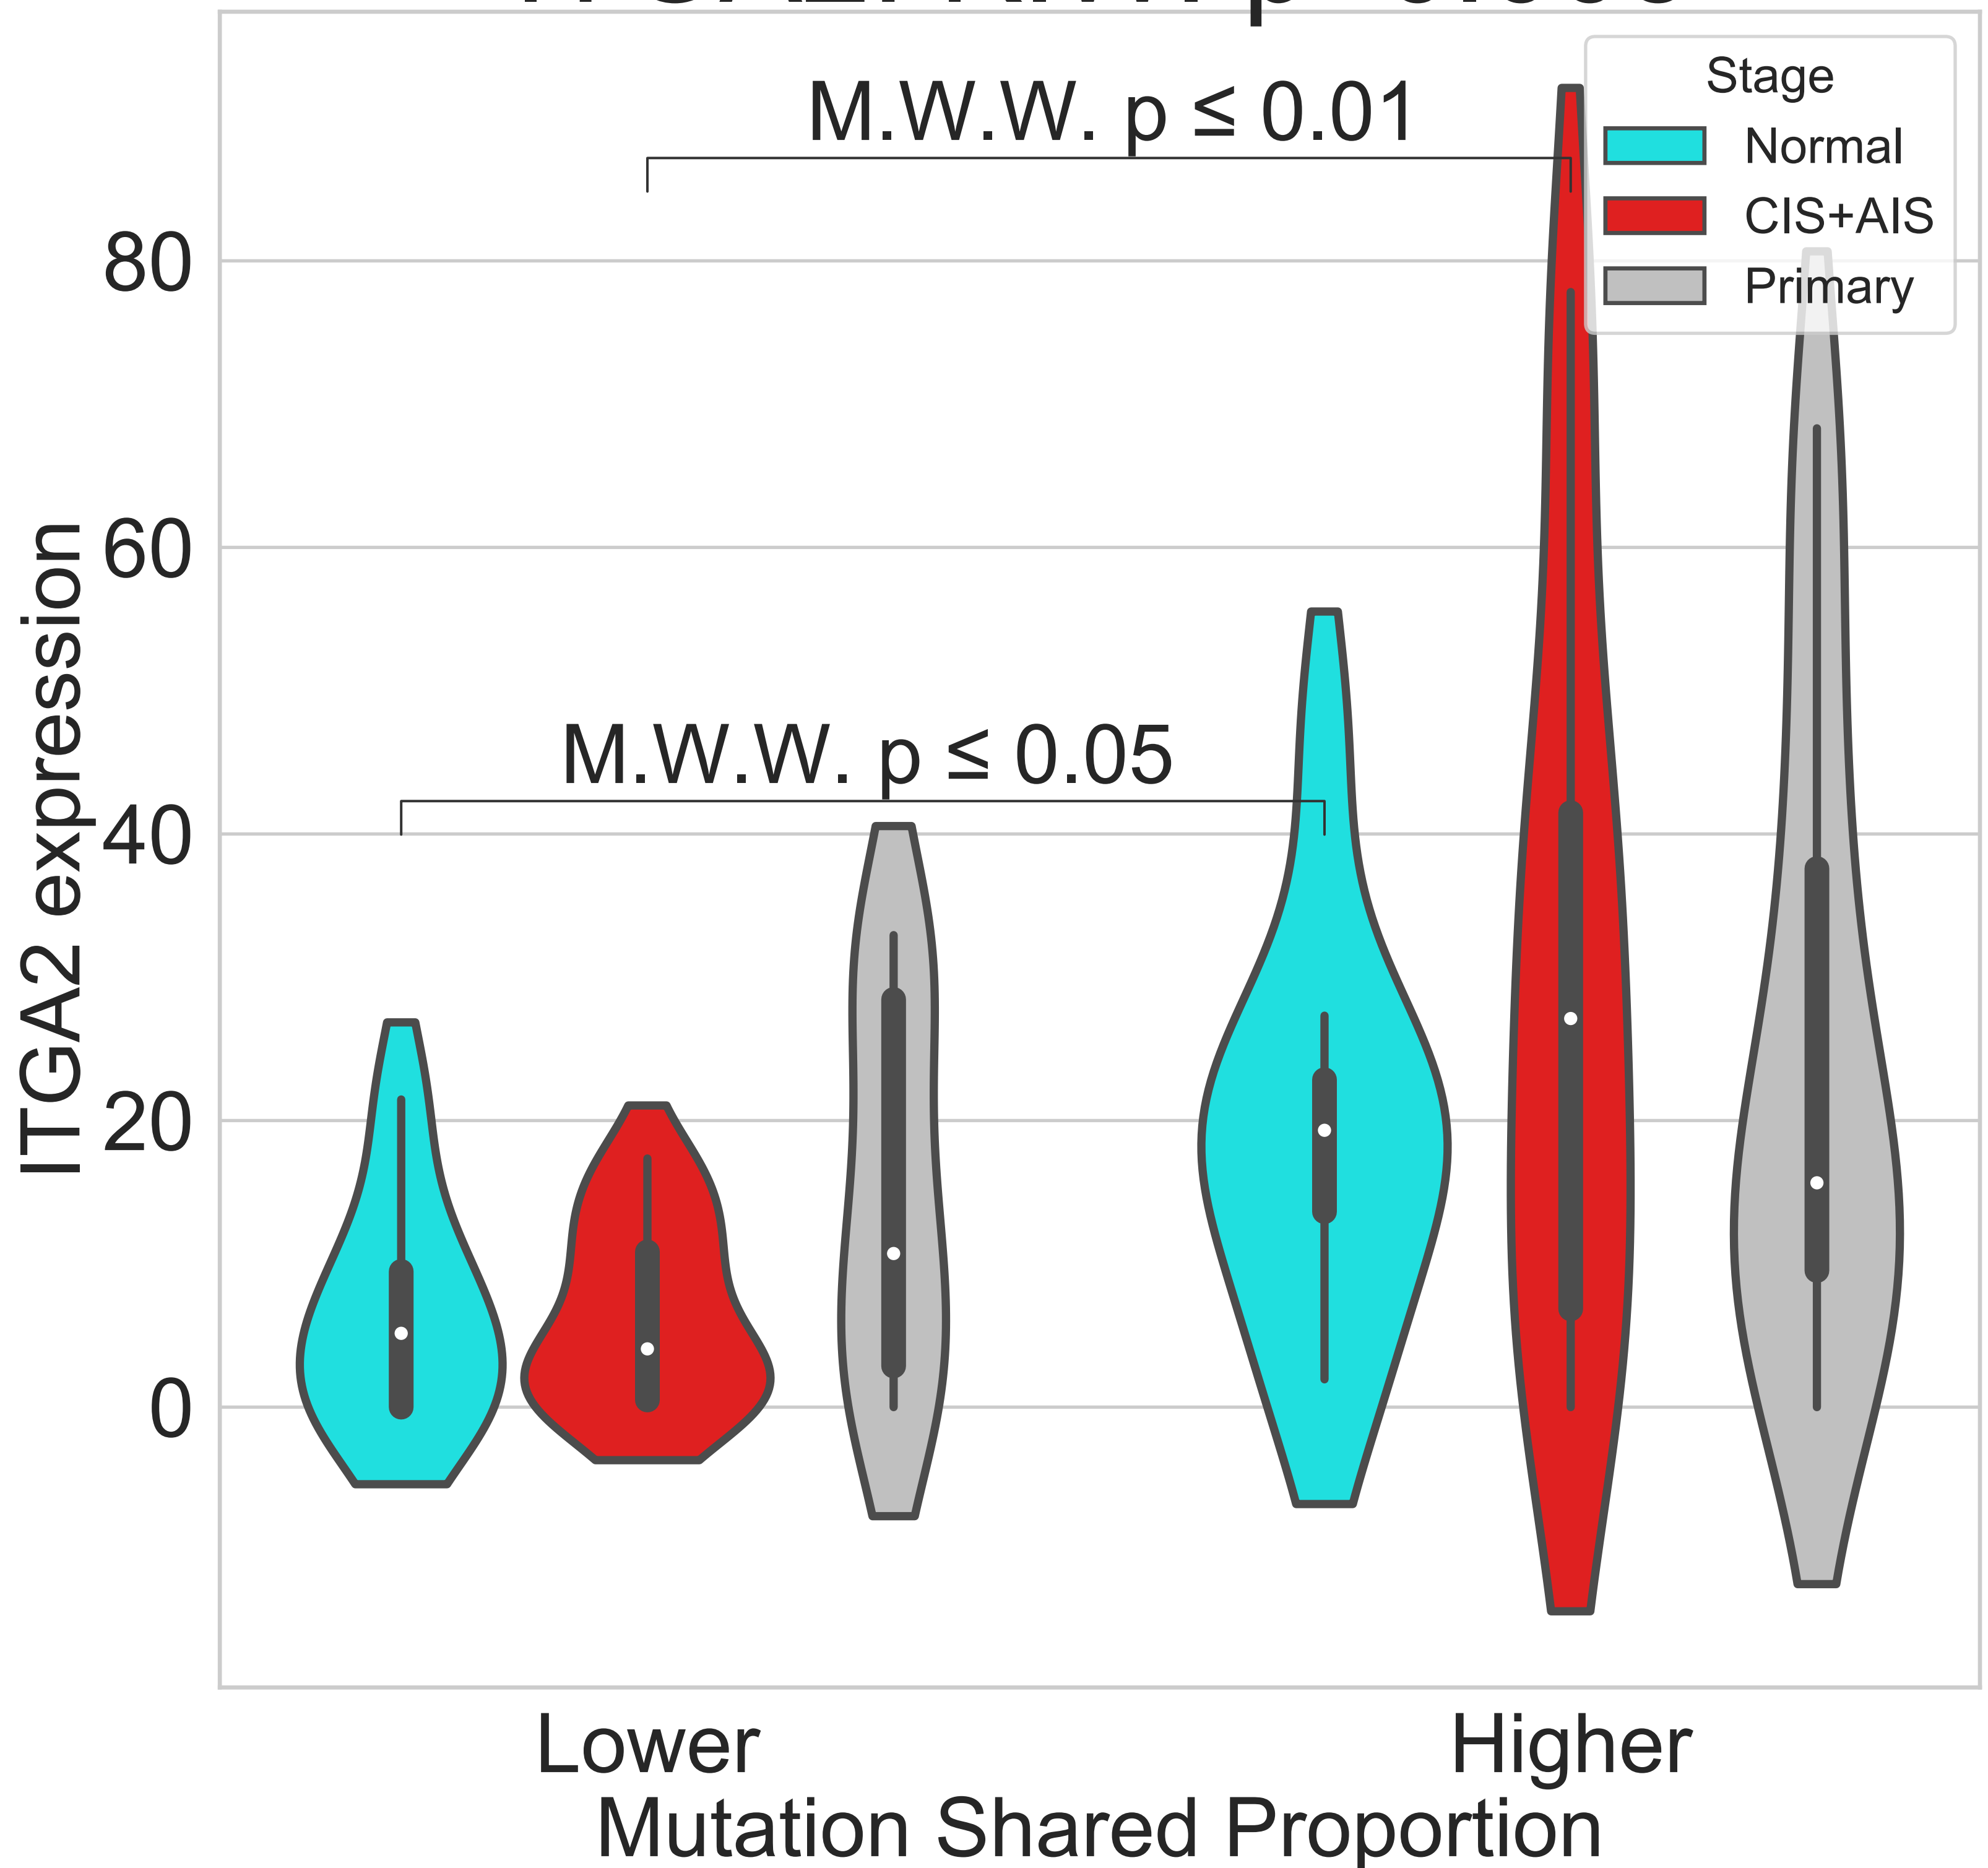 M.W.W. p ≤ 0.01
Stage
Normal
CIS+AIS
Primary
M.W.W. p ≤ 0.05
80
60
40
20
0
ITGA2 expression
Lower
Higher
Mutation Shared Proportion